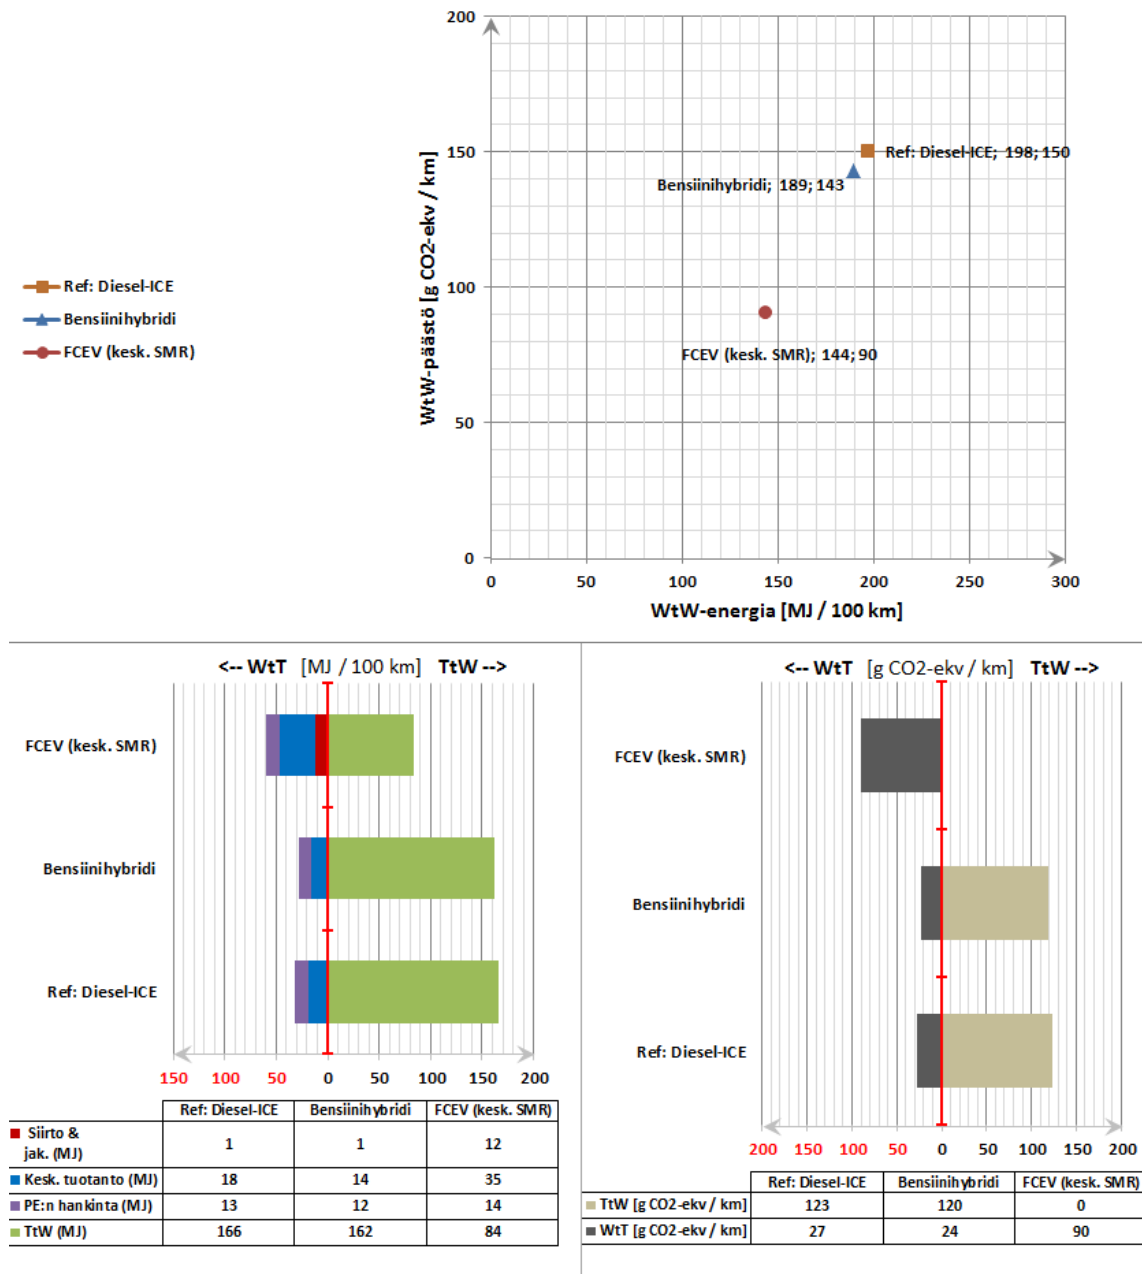 200
150
100
50
0
WtW-päästö [g CO2-ekv / km]
Ref: Diesel-ICE; 198; 150
Bensiinihybridi; 189; 143
FCEV (kesk. SMR); 144; 90
Ref: Diesel-ICE
Bensiinihybridi
FCEV (kesk. SMR)
0 50 100 150 200 250 300
WtW-energia [MJ / 100 km]
<-- WtT [MJ / 100 km] TtW -->
FCEV (kesk. SMR)
Bensiinihybridi
Ref: Diesel-ICE
150 100 50 0 50 100 150 200
Ref: Diesel-ICE Bensiinihybridi FCEV (kesk. SMR)
Siirto &
jak. (MJ) 1 1 12
Kesk. tuotanto (MJ) 18 14 35
PE:n hankinta (MJ) 13 12 14
TtW (MJ) 166 162 84
<-- WtT [g CO2-ekv / km] TtW -->
FCEV (kesk. SMR)
Bensiinihybridi
Ref: Diesel-ICE
200 150 100 50 0 50 100 150 200
Ref: Diesel-ICE Bensiinihybridi FCEV (kesk. SMR)
TtW [g CO2-ekv / km] 123 120 0
WtT [g CO2-ekv / km] 27 24 90